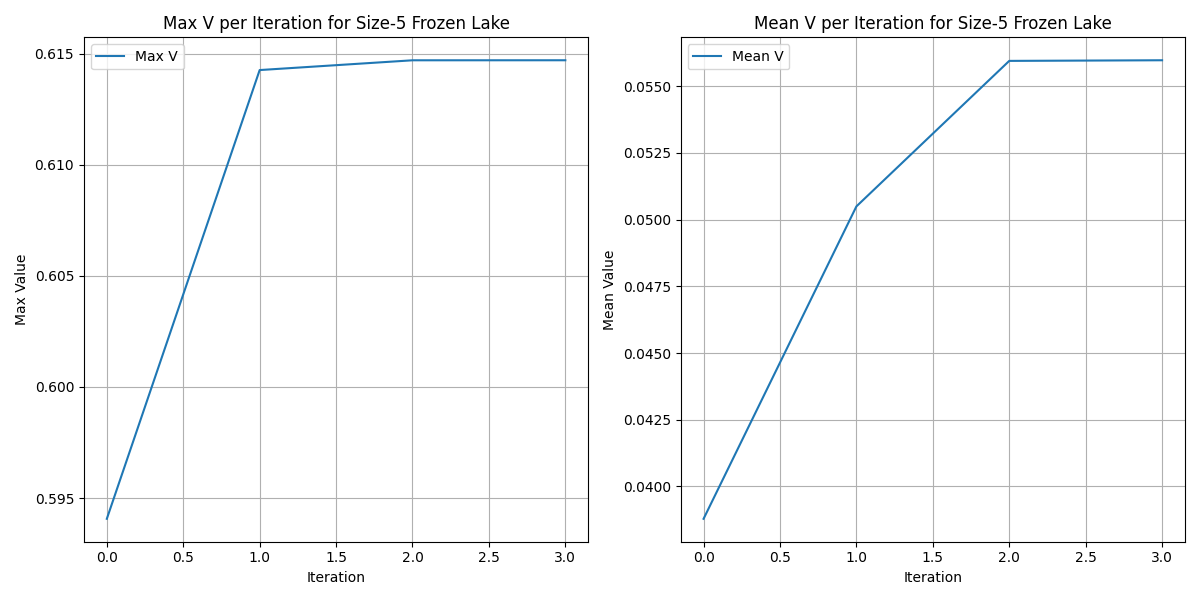 Max V per Iteration for Size-5 Frozen Lake
Max V
0.615
0.610
0.605
0.600
0.595
Max Value
0.0 0.5 1.0 1.5 2.0 2.5 3.0
Iteration
Mean V per Iteration for Size-5 Frozen Lake
Mean V
0.0550
0.0525
0.0500
0.0475
0.0450
0.0425
0.0400
Mean Value
0.0 0.5 1.0 1.5 2.0 2.5 3.0
Iteration